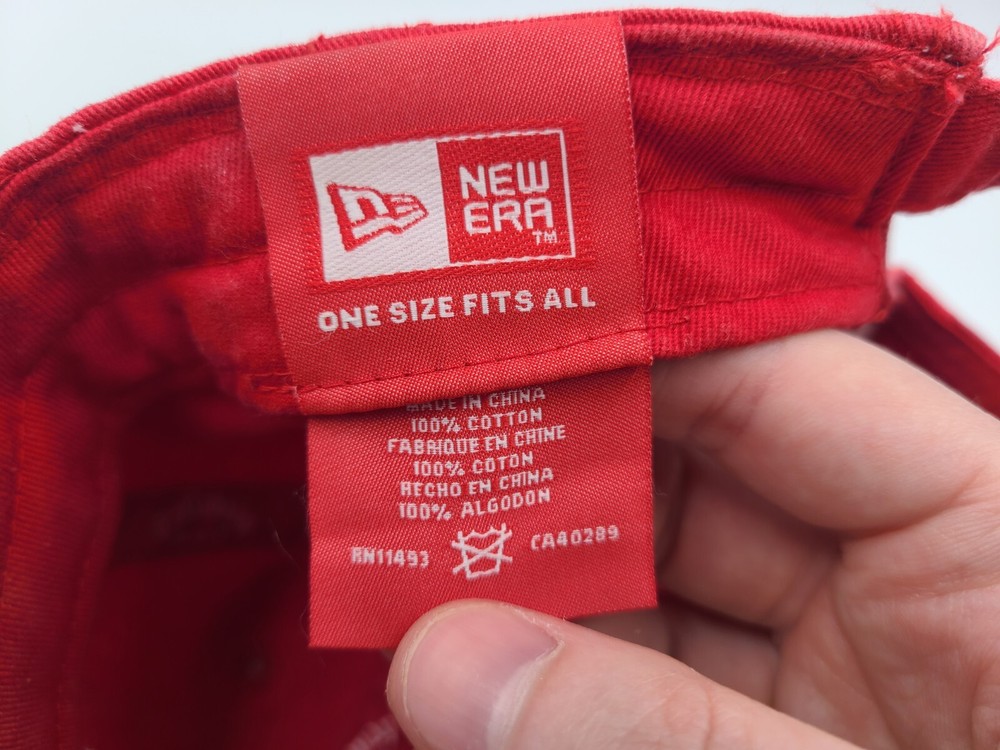 NEW
ERA
TM
ONE SIZE FITS ALL
MADE IN CHINA
100% COTTON
FABRIQUE EN CHINE
100% COTON
HECHO EN CHINA
100% ALGODON
RN11493 CA40289